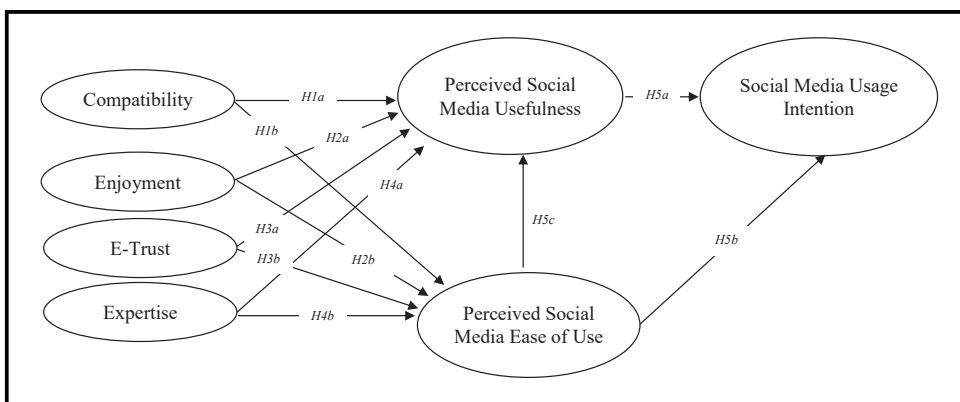 Compatibility
Enjoyment
E-Trust
Expertise
H1a
H1b
H2a
H4a
H3a
H3b
H2b
H4b
Perceived Social
Media Usefulness
H5a
Social Media Usage
Intention
H5c
H5b
Perceived Social
Media Ease of Use